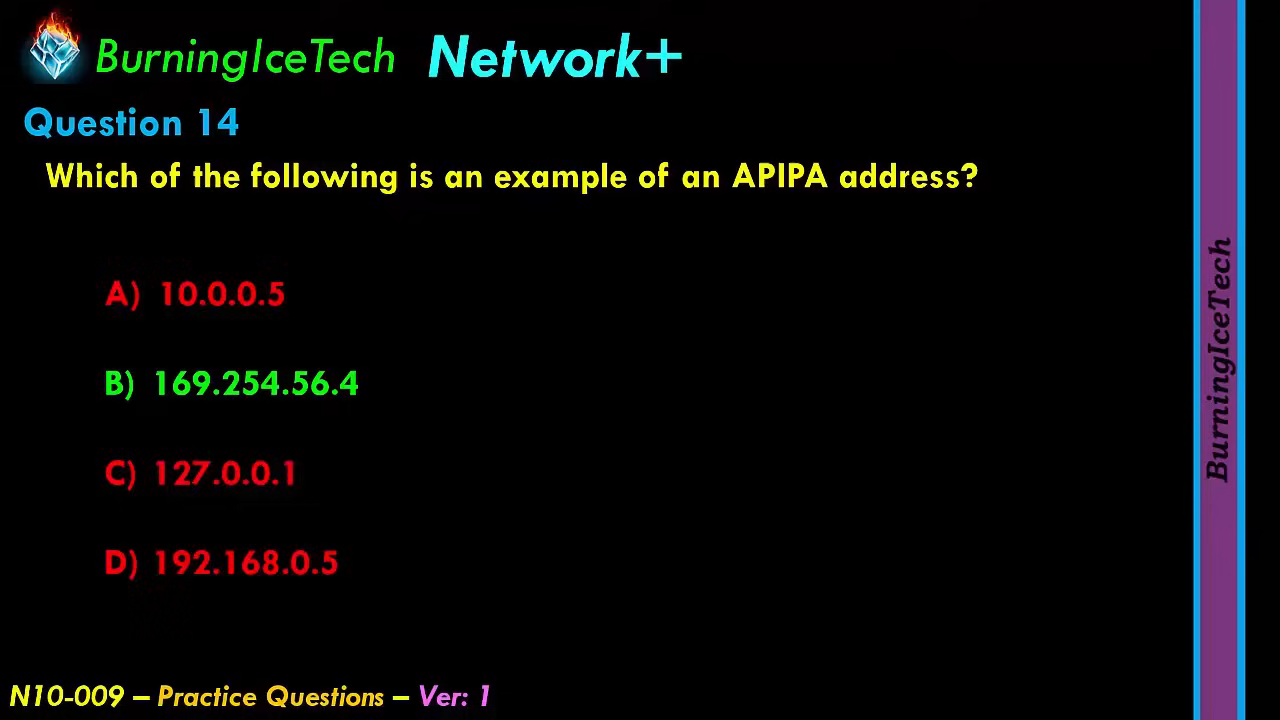 BurningIceTech Network+
Question 14
Which of the following is an example of an APIPA address?
A) 10.0.0.5
B) 169.254.56.4
C) 127.0.0.1
D) 192.168.0.5
N10-009 – Practice Questions – Ver: 1
BurningIceTech